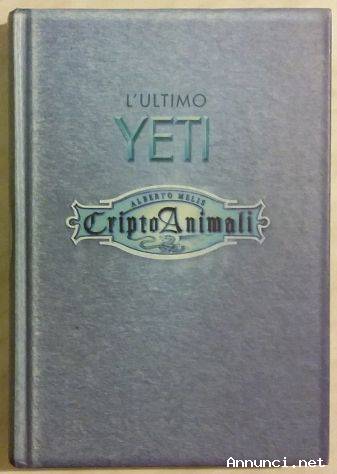 L'ULTIMO
YETI
ALBERTO MELIS
CriptoAnimali
Annunci.net